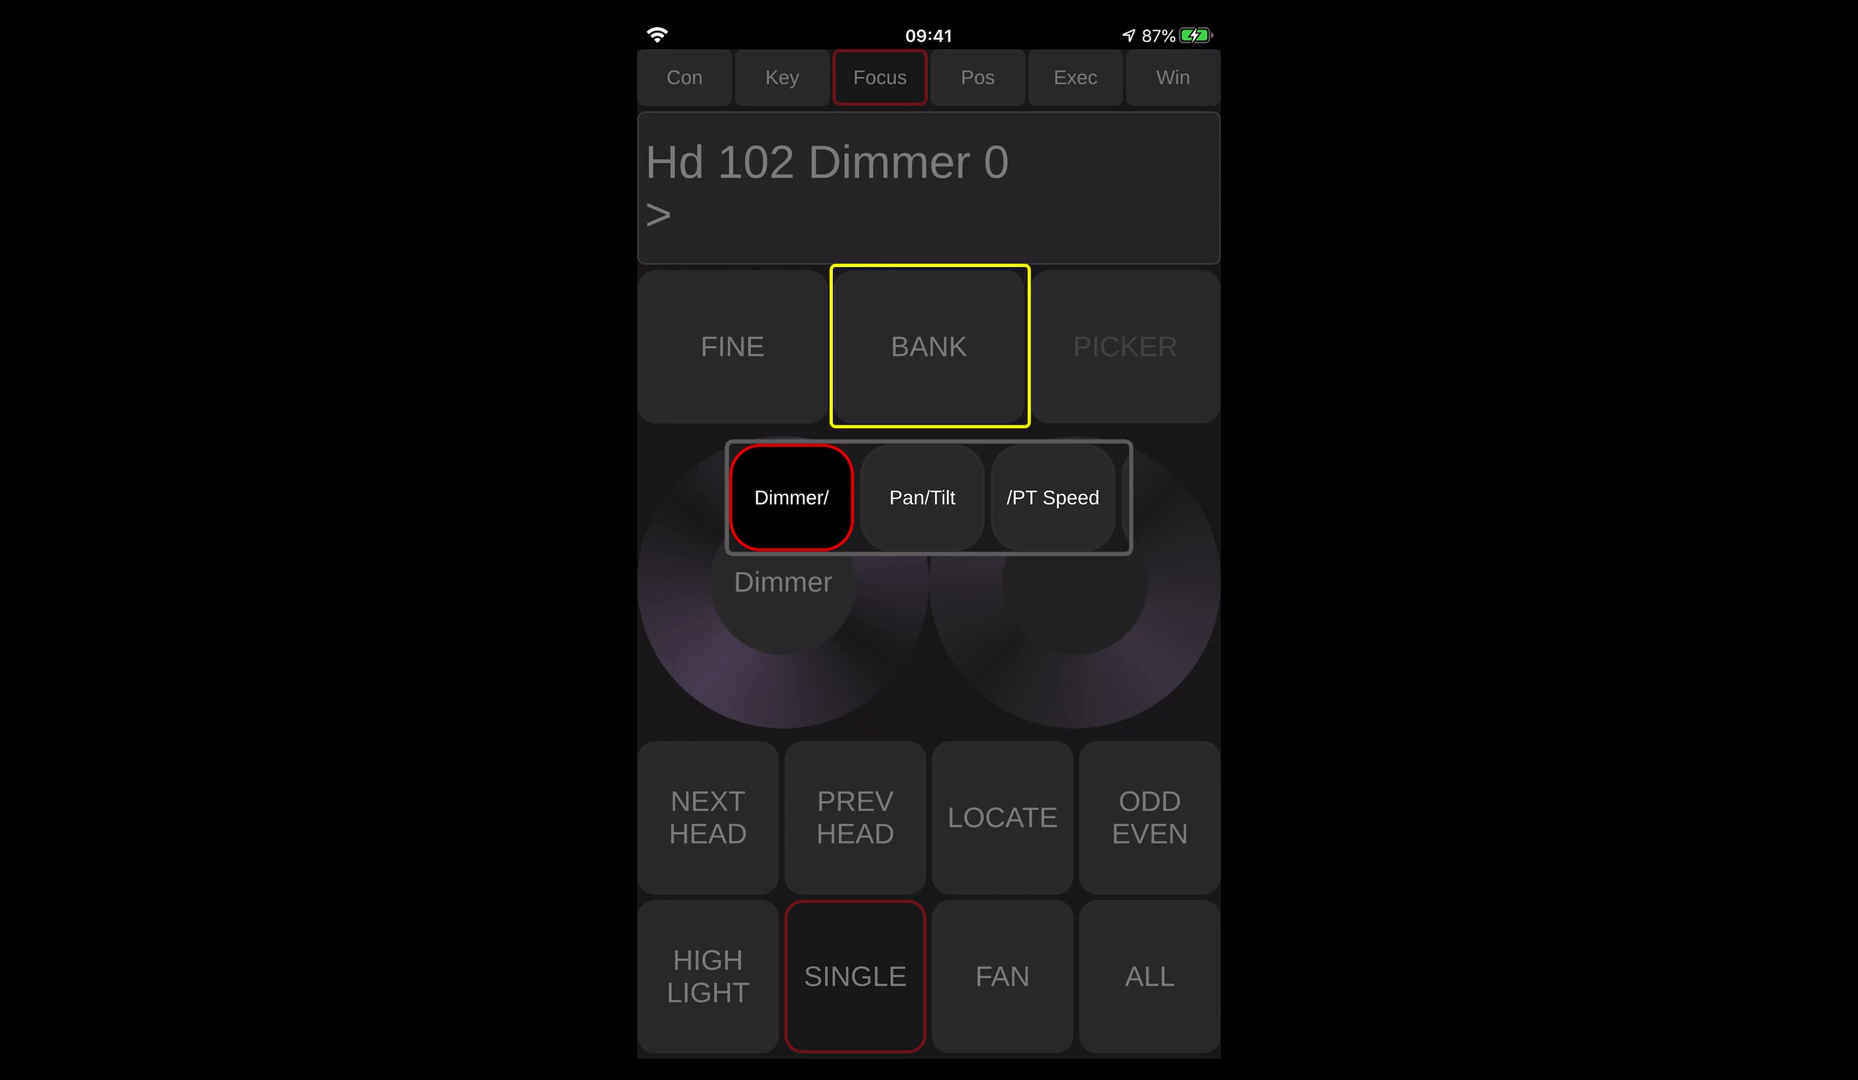 09:41
87%
Con Key Focus Pos Exec Win
Hd 102 Dimmer 0
>
FINE BANK PICKER
Dimmer/ Pan/Tilt /PT Speed
Dimmer
NEXT HEAD
PREV HEAD
LOCATE
ODD EVEN
HIGH LIGHT
SINGLE
FAN
ALL